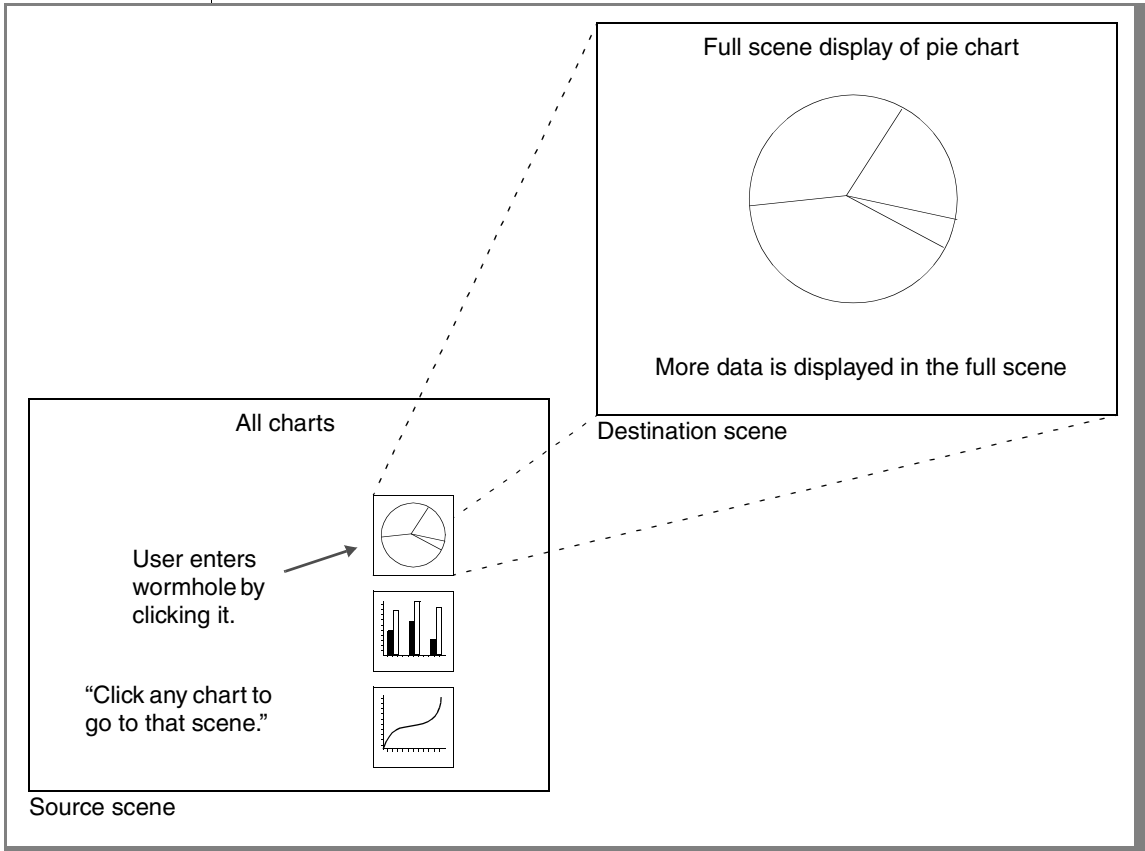 Full scene display of pie chart
More data is displayed in the full scene
Destination scene
All charts
User enters
wormhole by
clicking it.
“Click any chart to
go to that scene.”
Source scene